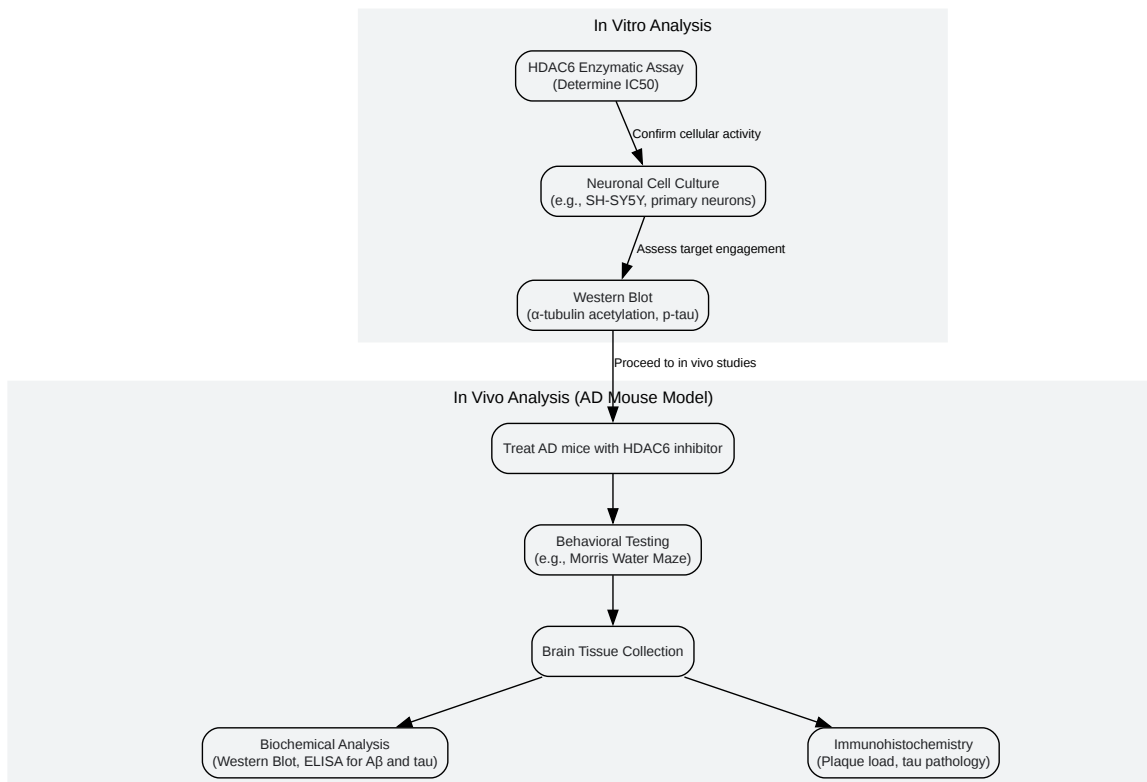 In Vitro Analysis
HDAC6 Enzymatic Assay
(Determine IC50)
Confirm cellular activity
Neuronal Cell Culture
(e.g., SH-SY5Y, primary neurons)
Assess target engagement
Western Blot
(α-tubulin acetylation, p-tau)
Proceed to in vivo studies
In Vivo Analysis (AD Mouse Model)
Treat AD mice with HDAC6 inhibitor
Behavioral Testing
(e.g., Morris Water Maze)
Brain Tissue Collection
Biochemical Analysis
(Western Blot, ELISA for Aβ and tau)
Immunohistochemistry
(Plaque load, tau pathology)